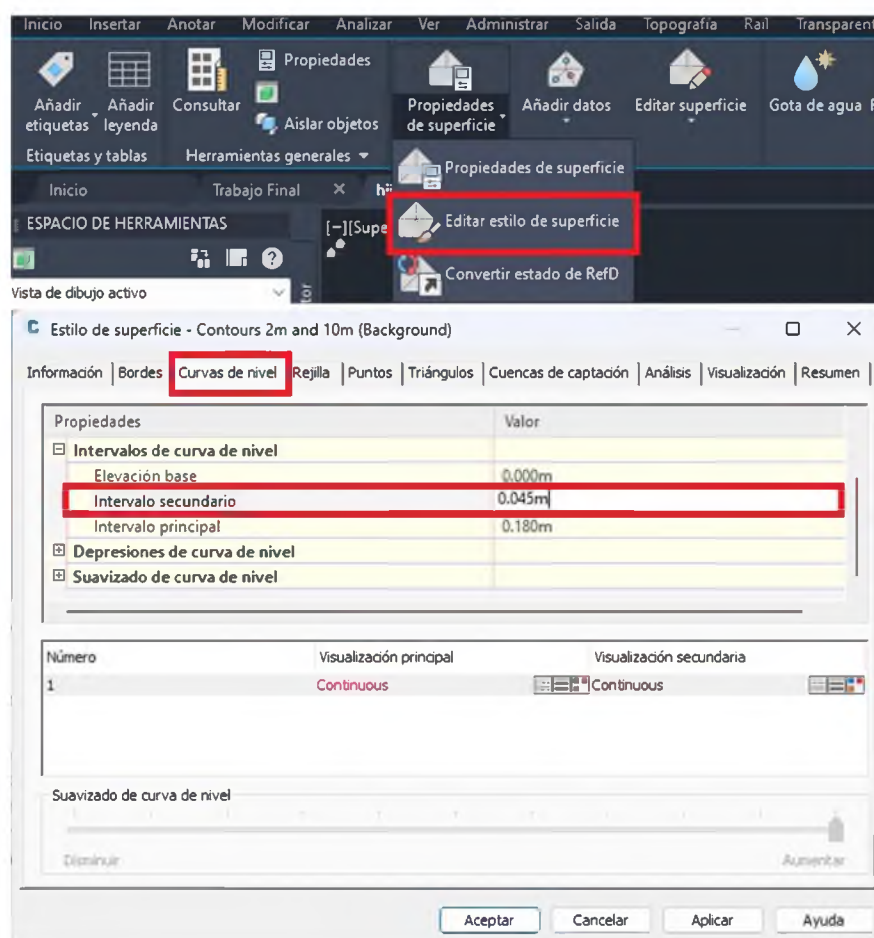 Inicio Insertar Anotar Modificar Analizar Ver Administrar Salida Topografía Rail Transparent
Propiedades
Añadir etiquetas
Añadir leyenda
Consultar
Aislar objetos
Propiedades de superficie
Añadir datos
Editar superficie
Gota de agua
Etiquetas y tablas
Herramientas generales
Propiedades de superficie
Inicio Trabajo Final
ESPACIO DE HERRAMIENTAS
[−][Supe
Editar estilo de superficie
Convertir estado de RefD
Vista de dibujo activo
Estilo de superficie - Contours 2m and 10m (Background)
Información Bordes Curvas de nivel Rejilla Puntos Triángulos Cuencas de captación Análisis Visualización Resumen
Propiedades Valor
Intervalos de curva de nivel
Elevación base 0.000m
Intervalo secundario 0.045m
Intervalo principal 0.180m
Depresiones de curva de nivel
Suavizado de curva de nivel
Número Visualización principal Visualización secundaria
1 Continuous Continuous
Suavizado de curva de nivel
Disminuir Aumentar
Aceptar Cancelar Aplicar Ayuda